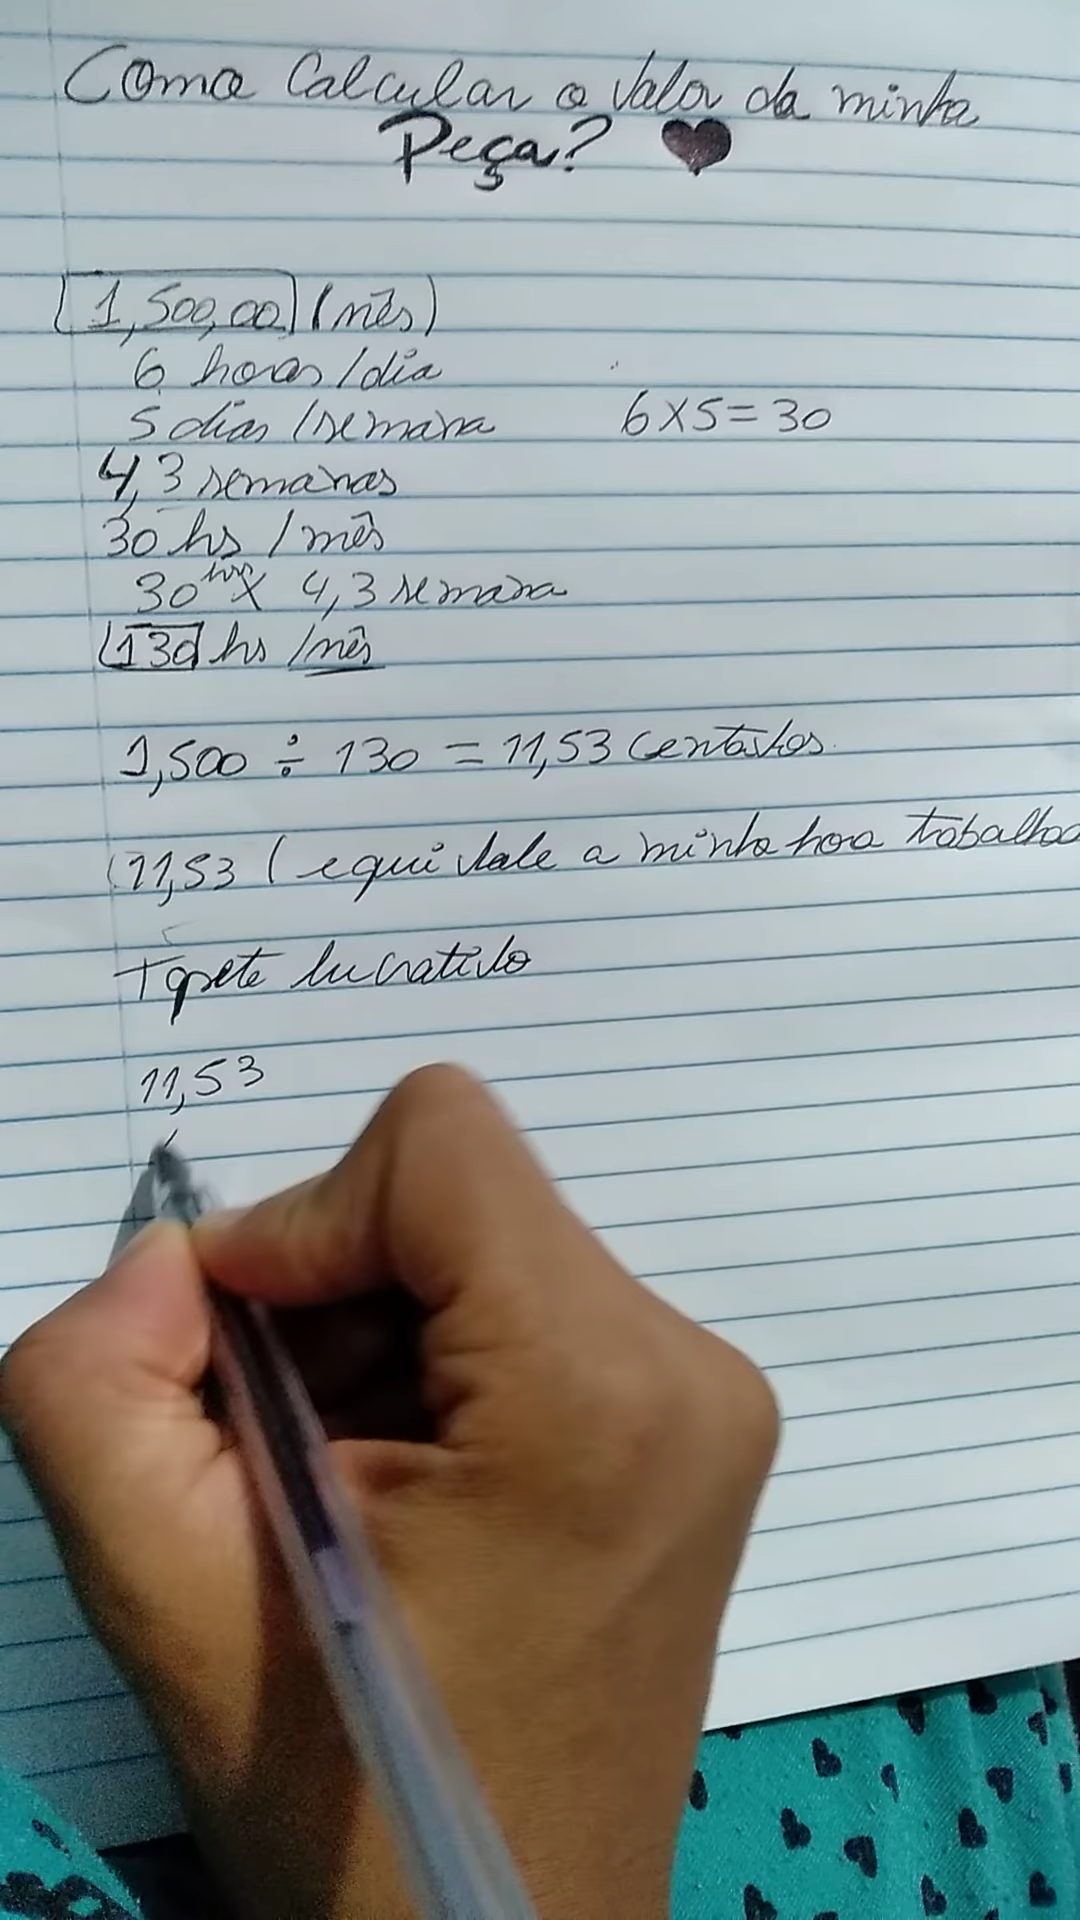 Como Calcular o valor da minha
Peça? ♥
1,500,00 (mês)
6 horas /dia
5 dias /semana 6x5=30
4,3 semanas
30 hs /mês
30 hrs x 4,3 semana
130 hs /mês
1,500 ÷ 130 = 11,53 Centavos.
11,53 ( equivale a minha hora trabalhad
Tapete lucrativo
11,53